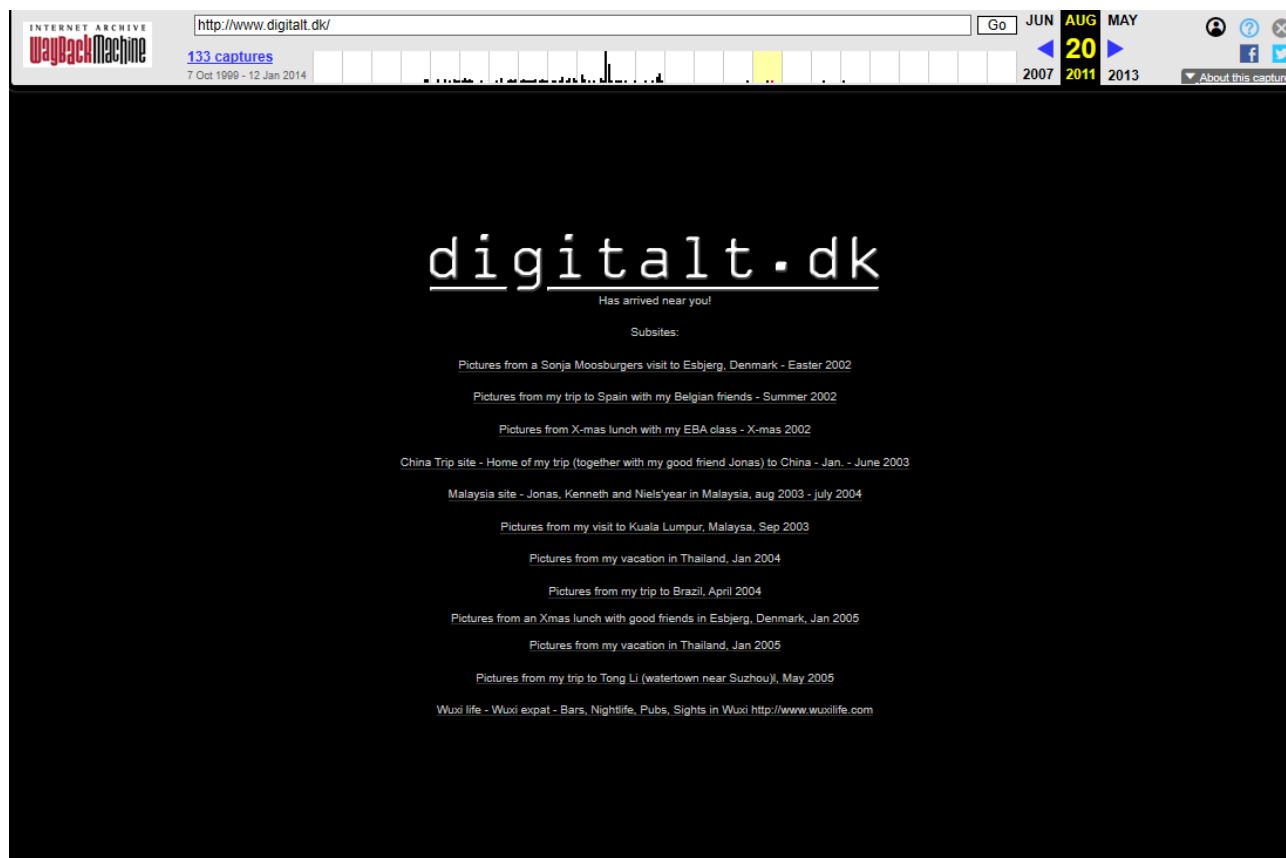 INTERNET ARCHIVE
WayBackMachine
http://www.digitalt.dk/
Go
JUN AUG MAY
133 captures
20
7 Oct 1999 - 12 Jan 2014
2007 2011 2013
About this capture
digitalt.dk
Has arrived near you!
Subsites:
Pictures from a Sonja Moosburgers visit to Esbjerg, Denmark - Easter 2002
Pictures from my trip to Spain with my Belgian friends - Summer 2002
Pictures from X-mas lunch with my EBA class - X-mas 2002
China Trip site - Home of my trip (together with my good friend Jonas) to China - Jan. - June 2003
Malaysia site - Jonas, Kenneth and Niels'year in Malaysia, aug 2003 - july 2004
Pictures from my visit to Kuala Lumpur, Malaysa, Sep 2003
Pictures from my vacation in Thailand, Jan 2004
Pictures from my trip to Brazil, April 2004
Pictures from an Xmas lunch with good friends in Esbjerg, Denmark, Jan 2005
Pictures from my vacation in Thailand, Jan 2005
Pictures from my trip to Tong Li (watertown near Suzhou)l, May 2005
Wuxi life - Wuxi expat - Bars, Nightlife, Pubs, Sights in Wuxi http://www.wuxilife.com